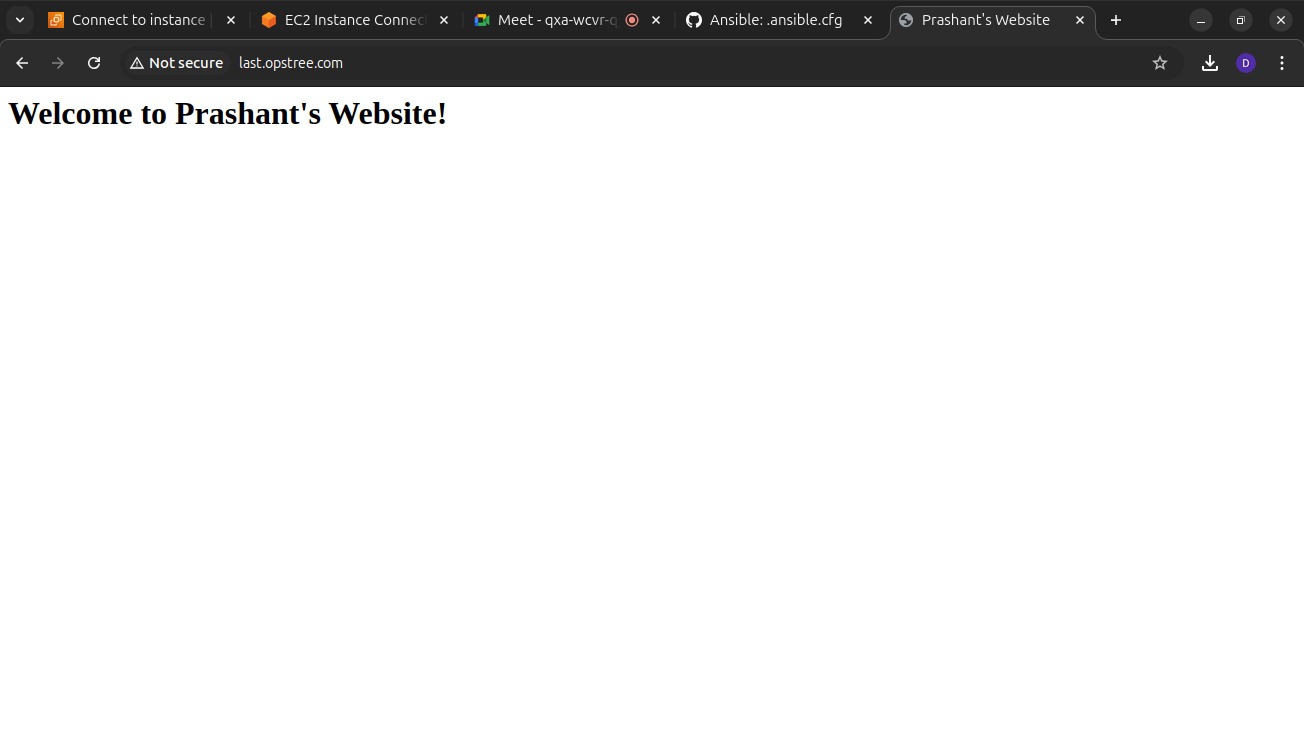 Connect to instance
EC2 Instance Connec
Meet - qxa-wcvr-q
Ansible: .ansible.cfg
Prashant's Website
Not secure
last.opstree.com
D
Welcome to Prashant's Website!